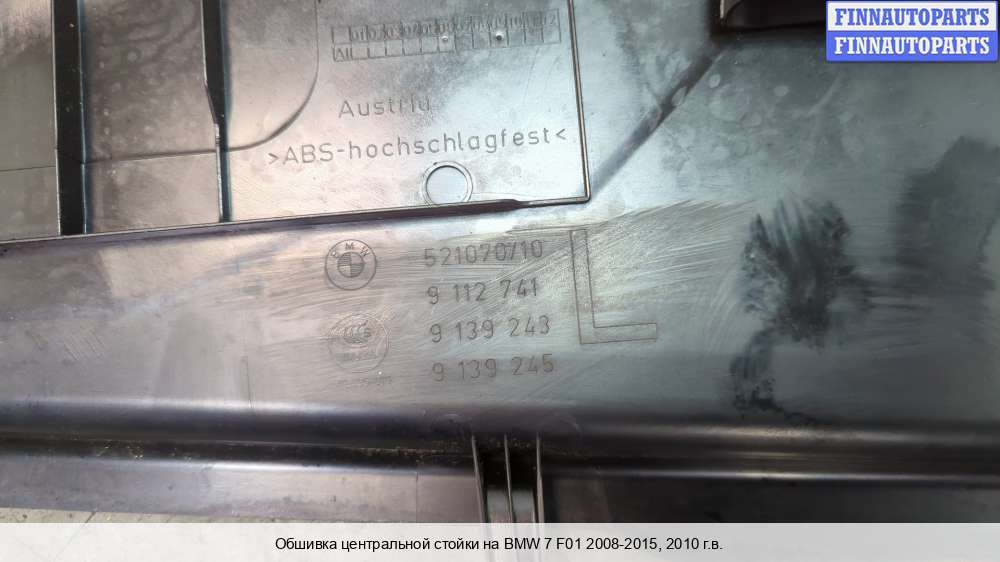 FINNAUTOPARTS
FINNAUTOPARTS
Austria
>ABS-hochschlagfest<
BMW
521070/10
9 112 741
9 139 243
9 139 245
L
Обшивка центральной стойки на BMW 7 F01 2008-2015, 2010 г.в.